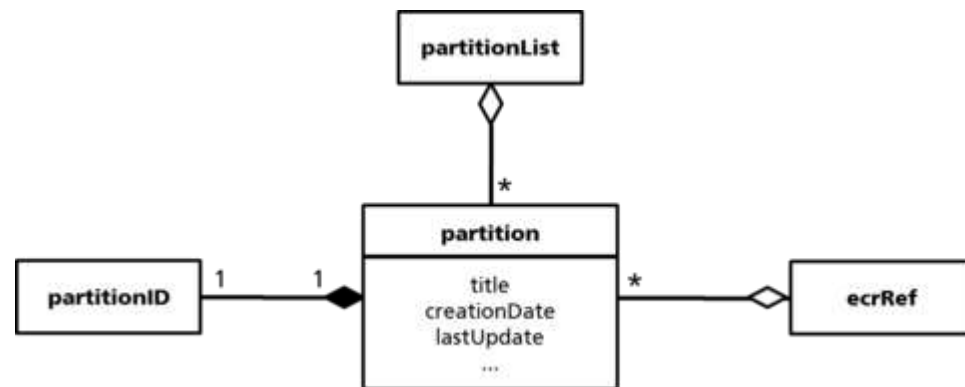 partitionList
*
partition
partitionID
1
1
title
creationDate
lastUpdate
...
*
ecrRef